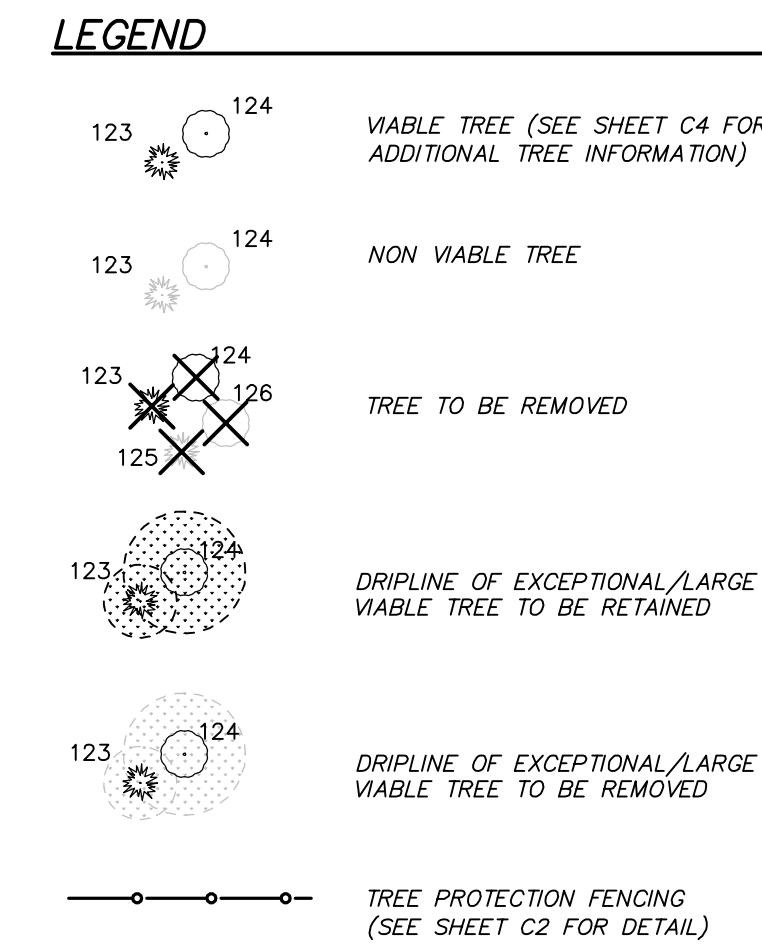 LEGEND
124
123
VIABLE TREE (SEE SHEET C4 FOR
ADDITIONAL TREE INFORMATION)
124
123
NON VIABLE TREE
124
123
126
125
TREE TO BE REMOVED
124
123
DRIPLINE OF EXCEPTIONAL/LARGE
VIABLE TREE TO BE RETAINED
124
123
DRIPLINE OF EXCEPTIONAL/LARGE
VIABLE TREE TO BE REMOVED
TREE PROTECTION FENCING
(SEE SHEET C2 FOR DETAIL)